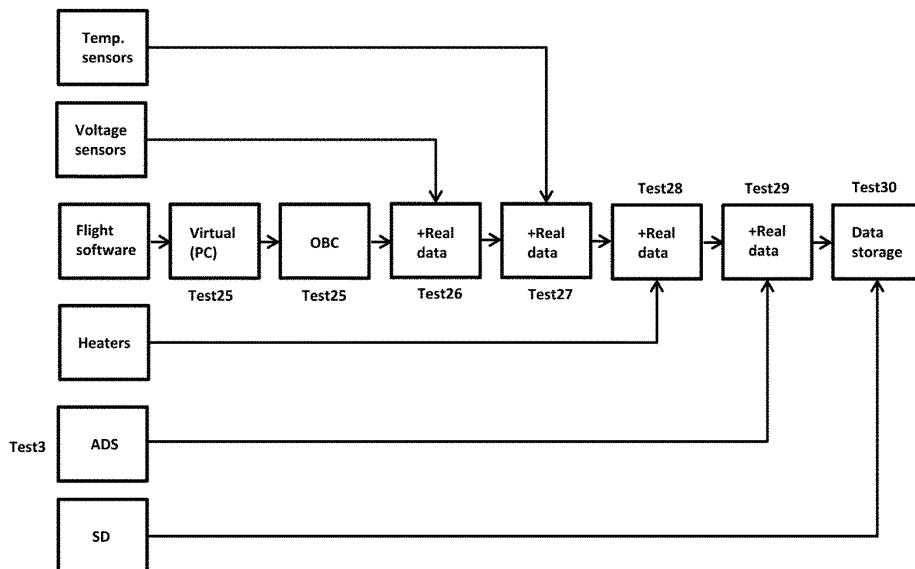 Temp.
sensors
Voltage
sensors
Test28
Test29
Test30
Flight
software
Virtual
(PC)
OBC
+Real
data
+Real
data
+Real
data
+Real
data
Data
storage
Test25
Test25
Test26
Test27
Heaters
Test3
ADS
SD